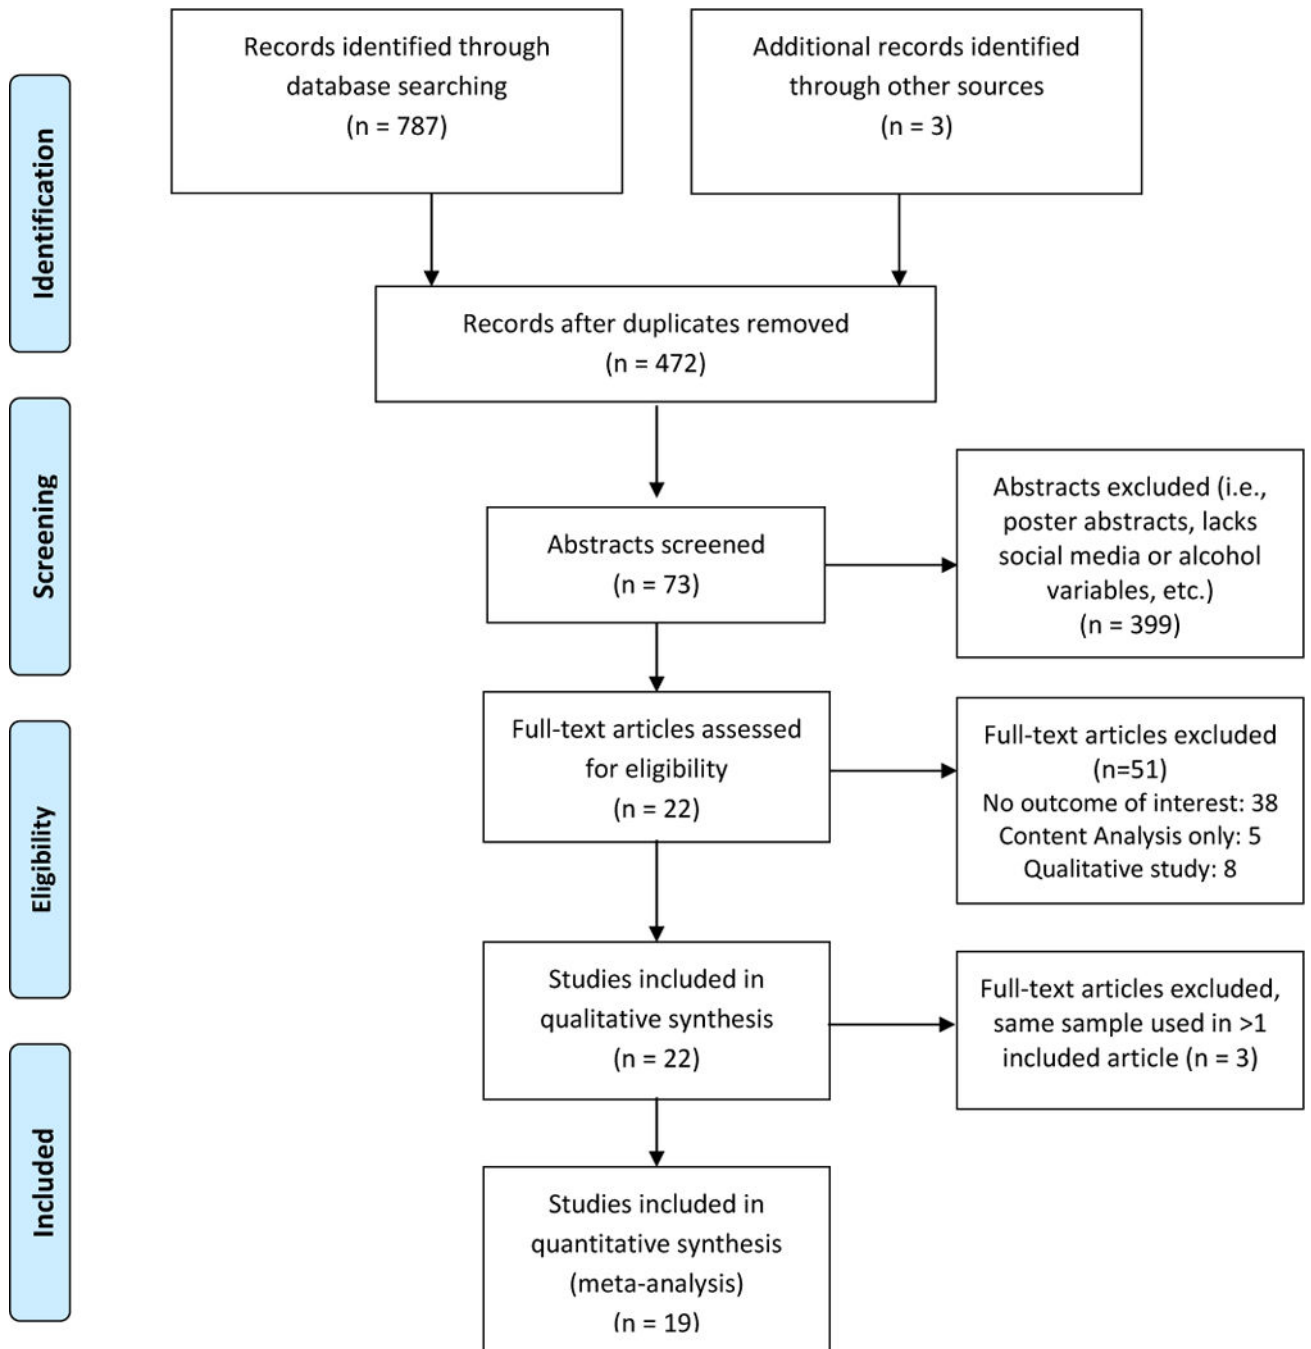 Identification
Records identified through
database searching
(n = 787)
Additional records identified
through other sources
(n = 3)
Records after duplicates removed
(n = 472)
Screening
Abstracts screened
(n = 73)
Abstracts excluded (i.e.,
poster abstracts, lacks
social media or alcohol
variables, etc.)
(n = 399)
Eligibility
Full-text articles assessed
for eligibility
(n = 22)
Full-text articles excluded
(n=51)
No outcome of interest: 38
Content Analysis only: 5
Qualitative study: 8
Studies included in
qualitative synthesis
(n = 22)
Full-text articles excluded,
same sample used in >1
included article (n = 3)
Included
Studies included in
quantitative synthesis
(meta-analysis)
(n = 19)